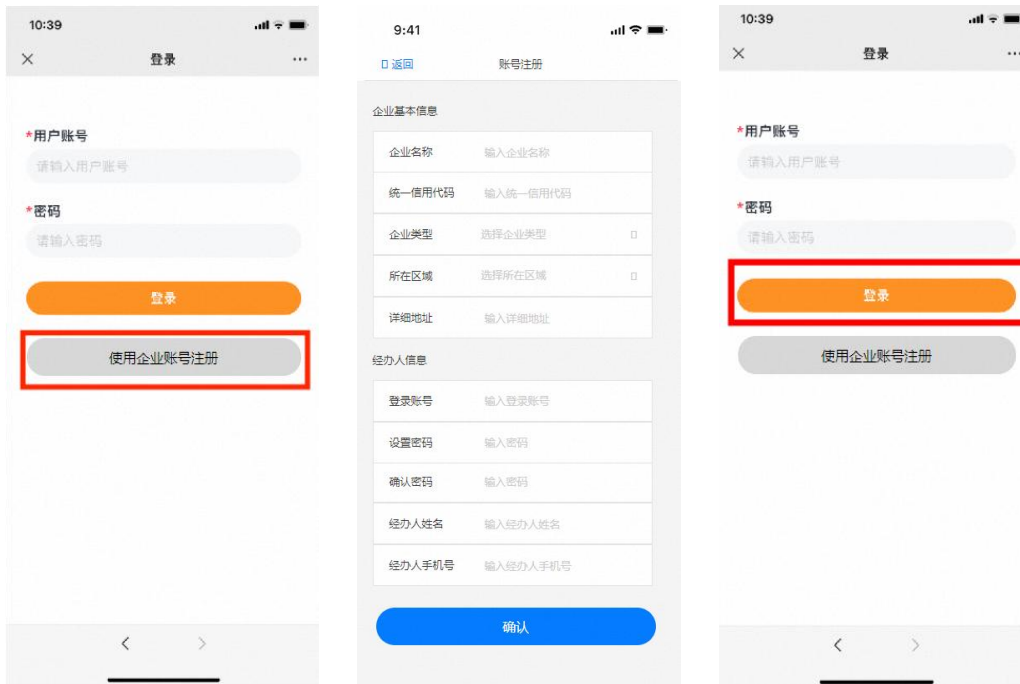 10:39
登录
*用户账号
请输入用户账号
*密码
请输入密码
登录
使用企业账号注册
9:41
返回 账号注册
企业基本信息
企业名称 输入企业名称
统一信用代码 输入统一信用代码
企业类型 选择企业类型
所在区域 选择所在区域
详细地址 输入详细地址
经办人信息
登录账号 输入登录账号
设置密码 输入密码
确认密码 输入密码
经办人姓名 输入经办人姓名
经办人手机号 输入经办人手机号
确认
10:39
登录
*用户账号
请输入用户账号
*密码
请输入密码
登录
使用企业账号注册